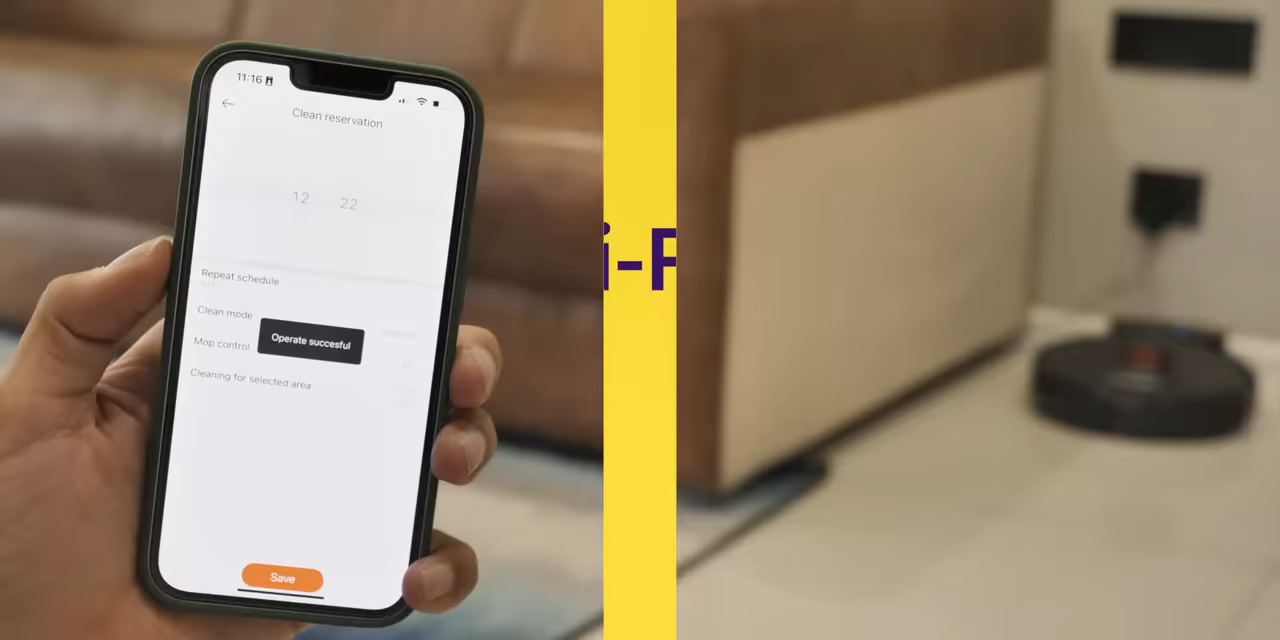 11:16
Clean reservation
12 22
Repeat schedule
Clean mode
Operate succesful
Mop control
Cleaning for selected area
Save
i-F